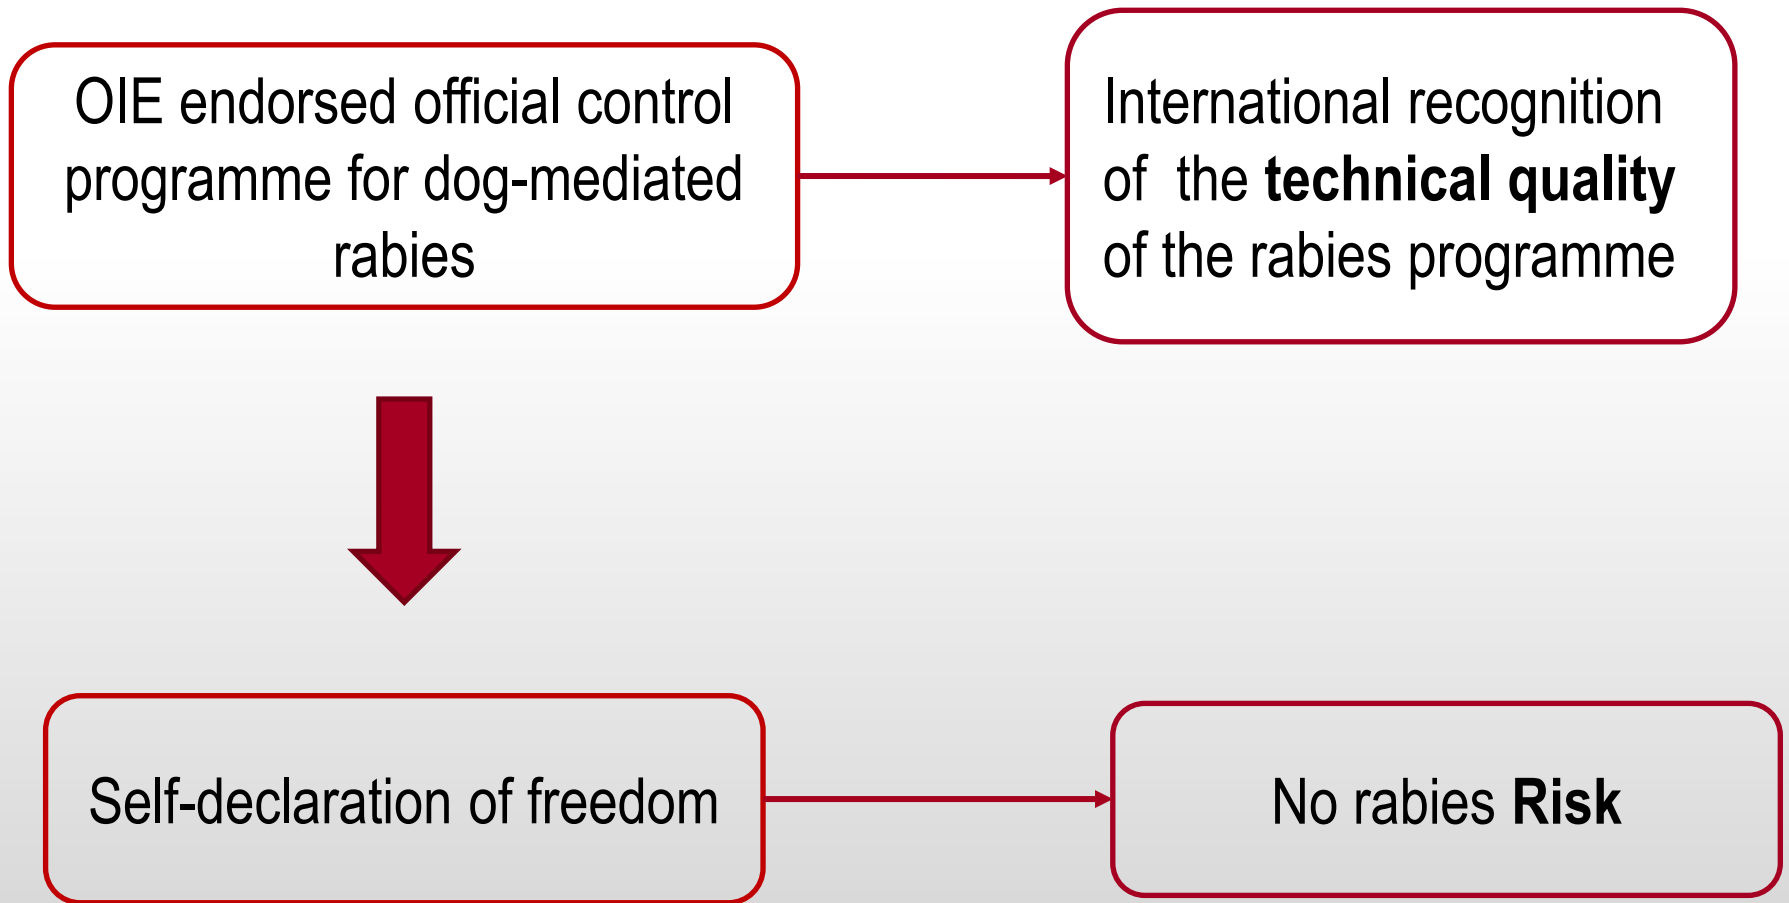 OIE endorsed official control
programme for dog-mediated
rabies
International recognition
of the technical quality
of the rabies programme
Self-declaration of freedom
No rabies Risk